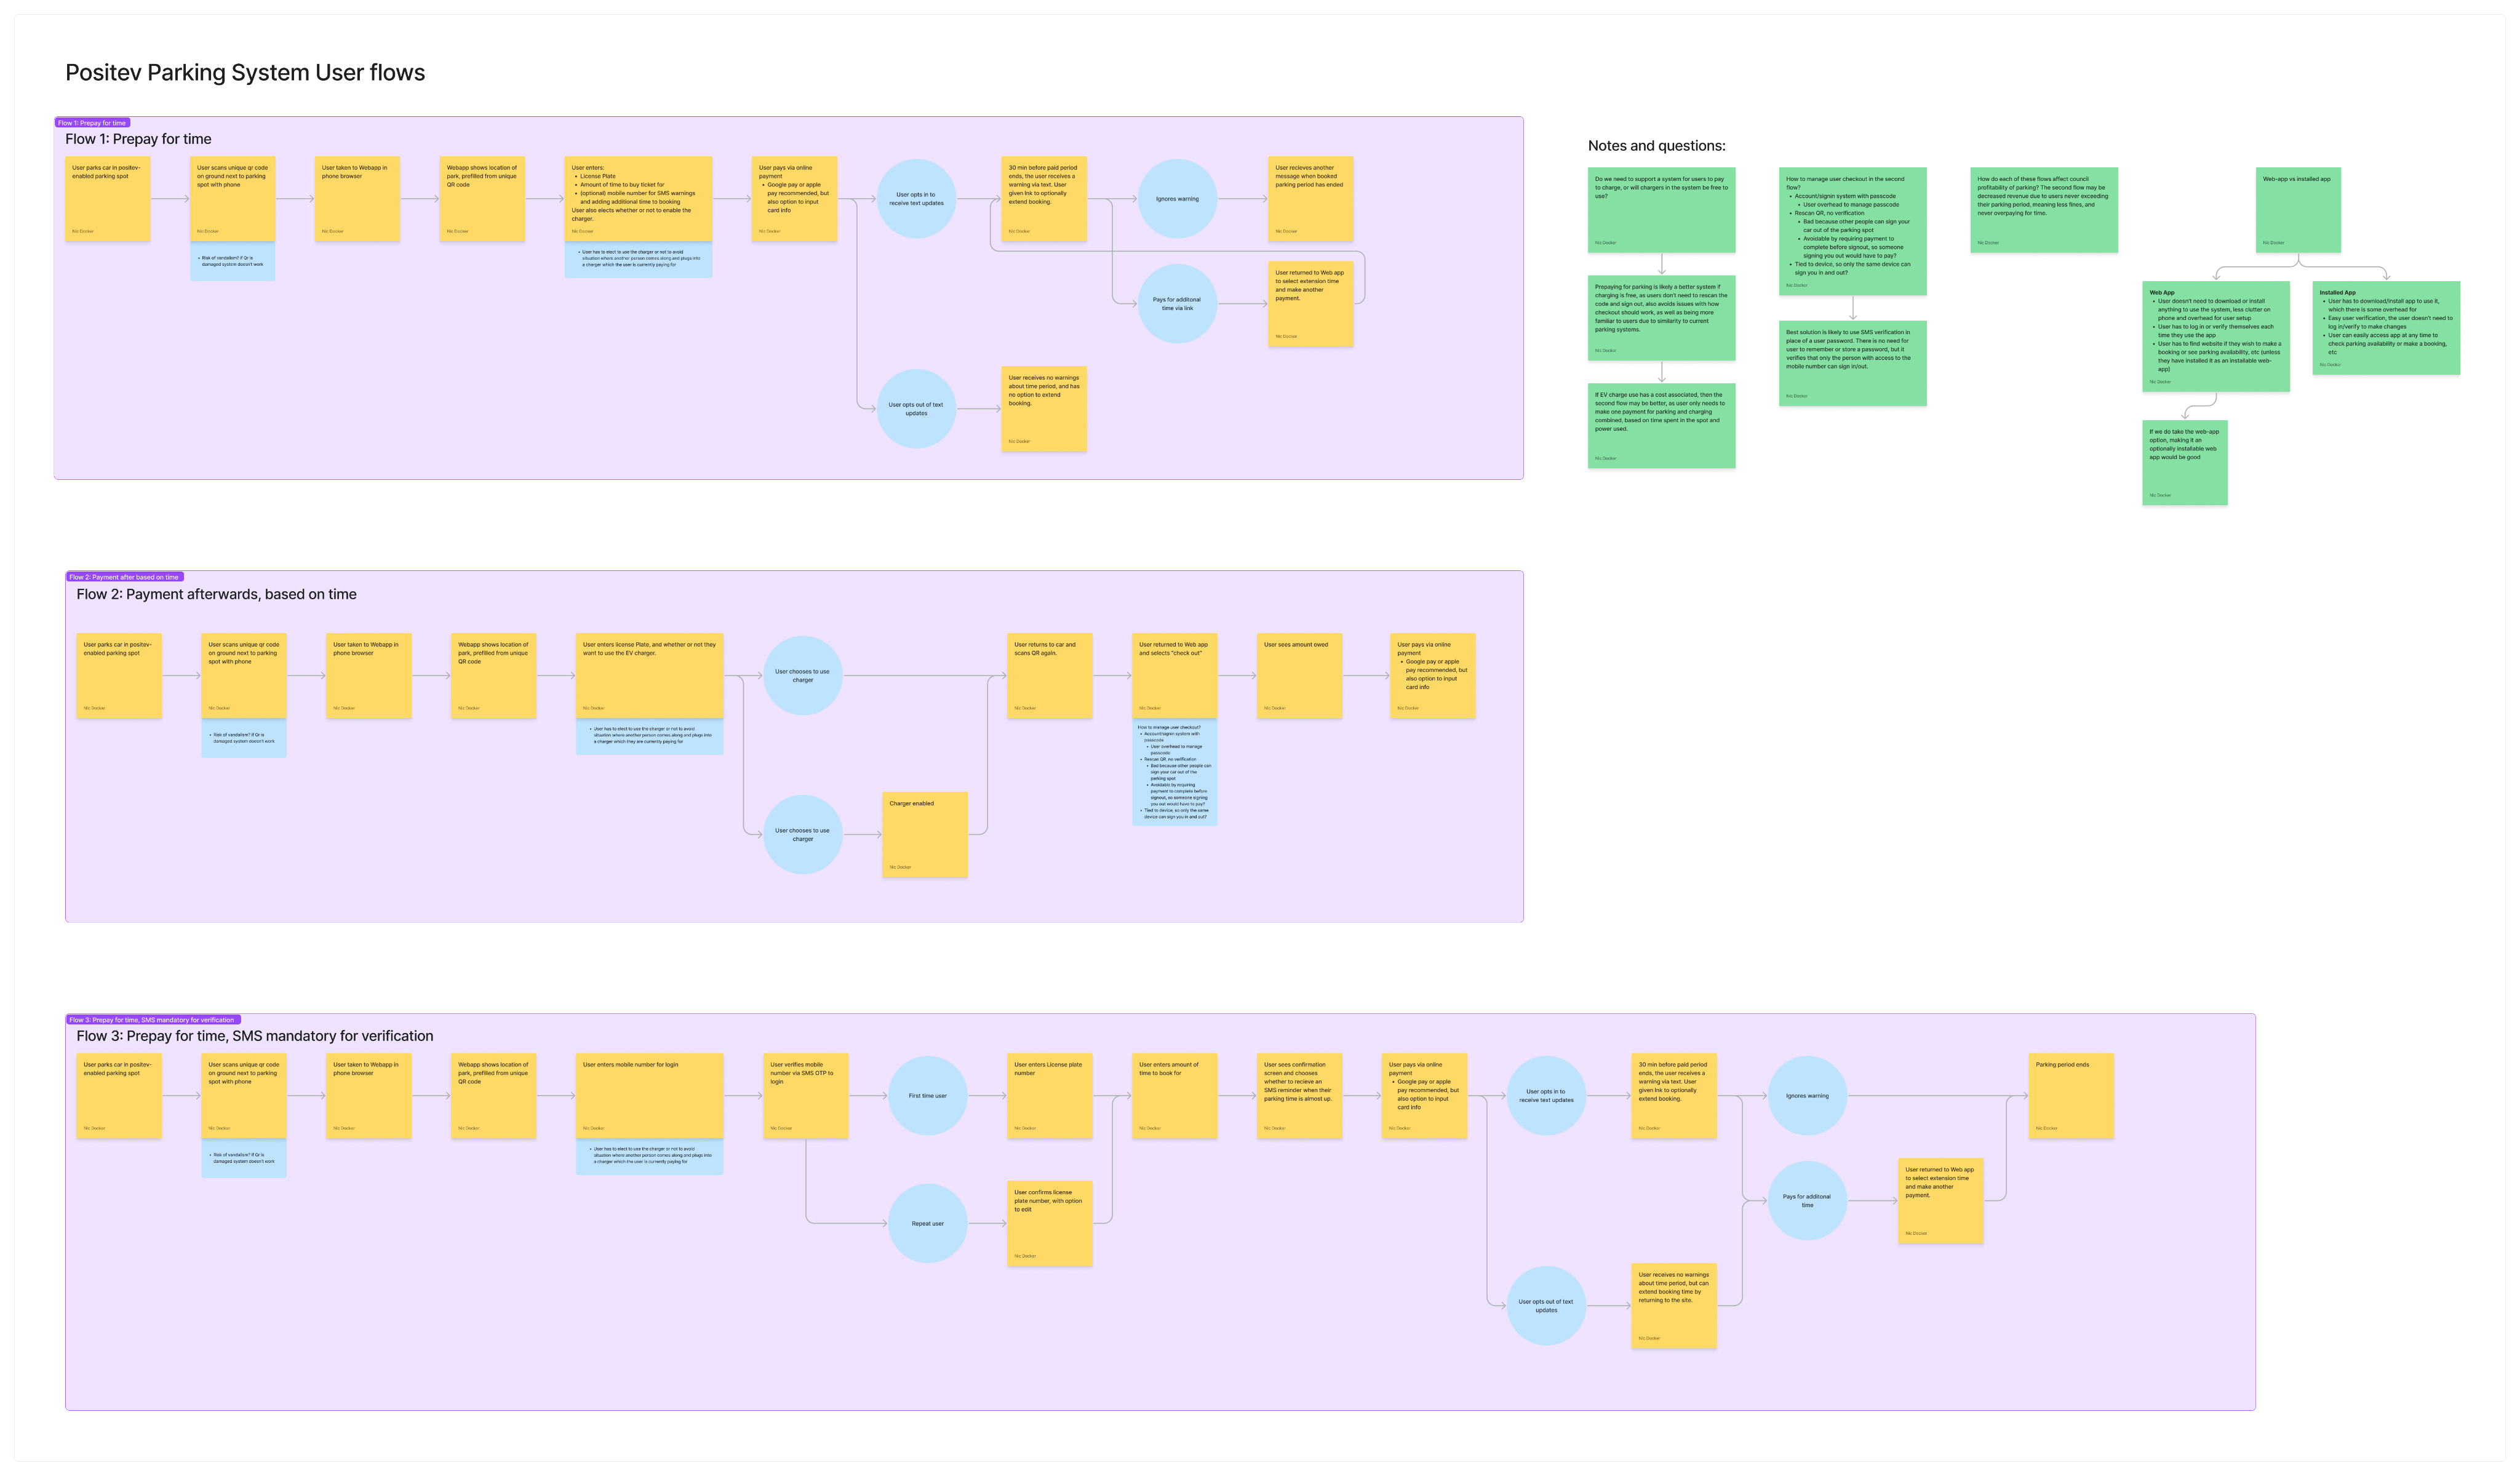 Positev Parking System User flows
Flow 1: Prepay for time
Flow 1: Prepay for time
User parks car in positev-
enabled parking spot
Nic Docker
User scans unique qr code
on ground next to parking
spot with phone
Nic Docker
Risk of vandalism? If Qr is
damaged system doesn't work
User taken to Webapp in
phone browser
Nic Docker
Webapp shows location of
park, prefilled from unique
QR code
Nic Docker
User enters:
License Plate
Amount of time to buy ticket for
(optional) mobile number for SMS warnings
and adding additional time to booking
User also elects whether or not to enable the
charger.
Nic Docker
User has to elect to use the charger or not to avoid
situation where another person comes along and plugs into
a charger which the user is currently paying for
User pays via online
payment
Google pay or apple
pay recommended, but
also option to input
card info
Nic Docker
User opts in to
receive text updates
30 min before paid period
ends, the user receives a
warning via text. User
given lnk to optionally
extend booking.
Nic Docker
Ignores warning
User recieves another
message when booked
parking period has ended
Nic Docker
Pays for additonal
time via link
User returned to Web app
to select extension time
and make another
payment.
Nic Docker
User opts out of text
updates
User receives no warnings
about time period, and has
no option to extend
booking.
Nic Docker
Notes and questions:
Do we need to support a system for users to pay
to charge, or will chargers in the system be free to
use?
Nic Docker
Prepaying for parking is likely a better system if
charging is free, as users don't need to rescan the
code and sign out, also avoids issues with how
checkout should work, as well as being more
familiar to users due to similarity to current
parking systems.
Nic Docker
If EV charge use has a cost associated, then the
second flow may be better, as user only needs to
make one payment for parking and charging
combined, based on time spent in the spot and
power used.
Nic Docker
How to manage user checkout in the second
flow?
Account/signin system with passcode
User overhead to manage passcode
Rescan QR, no verification
Bad because other people can sign your
car out of the parking spot
Avoidable by requiring payment to
complete before signout, so someone
signing you out would have to pay?
Tied to device, so only the same device can
sign you in and out?
Nic Docker
Best solution is likely to use SMS verification in
place of a user password. There is no need for
user to remember or store a password, but it
verifies that only the person with access to the
mobile number can sign in/out.
Nic Docker
How do each of these flows affect council
profitability of parking? The second flow may be
decreased revenue due to users never exceeding
their parking period, meaning less fines, and
never overpaying for time.
Nic Docker
Web-app vs installed app
Nic Docker
Web App
User doesn't need to download or install
anything to use the system, less clutter on
phone and overhead for user setup
User has to log in or verify themselves each
time they use the app
User has to find website if they wish to make a
booking or see parking availability, etc (unless
they have installed it as an installable web-
app)
Nic Docker
Installed App
User has to download/install app to use it,
which there is some overhead for
Easy user verification, the user doesn't need to
log in/verify to make changes
User can easily access app at any time to
check parking availability or make a booking,
etc
Nic Docker
If we do take the web-app
option, making it an
optionally installable web
app would be good
Nic Docker
Flow 2: Payment after based on time
Flow 2: Payment afterwards, based on time
User parks car in positev-
enabled parking spot
Nic Docker
User scans unique qr code
on ground next to parking
spot with phone
Nic Docker
Risk of vandalism? If Qr is
damaged system doesn't work
User taken to Webapp in
phone browser
Nic Docker
Webapp shows location of
park, prefilled from unique
QR code
Nic Docker
User enters license Plate, and whether or not they
want to use the EV charger.
Nic Docker
User has to elect to use the charger or not to avoid
situation where another person comes along and plugs into
a charger which they are currently paying for
User chooses to use
charger
User chooses to use
charger
Charger enabled
Nic Docker
User returns to car and
scans QR again.
Nic Docker
User returned to Web app
and selects "check out"
Nic Docker
How to manage user checkout?
Account/signin system with
passcode
User overhead to manage
passcode
Rescan QR, no verification
Bad because other people can
sign your car out of the
parking spot
Avoidable by requiring
payment to complete before
signout, so someone signing
you out would have to pay?
Tied to device, so only the same
device can sign you in and out?
User sees amount owed
Nic Docker
User pays via online
payment
Google pay or apple
pay recommended, but
also option to input
card info
Nic Docker
Flow 3: Prepay for time, SMS mandatory for verification
Flow 3: Prepay for time, SMS mandatory for verification
User parks car in positev-
enabled parking spot
Nic Docker
User scans unique qr code
on ground next to parking
spot with phone
Nic Docker
Risk of vandalism? If Qr is
damaged system doesn't work
User taken to Webapp in
phone browser
Nic Docker
Webapp shows location of
park, prefilled from unique
QR code
Nic Docker
User enters mobile number for login
Nic Docker
User has to elect to use the charger or not to avoid
situation where another person comes along and plugs into
a charger which the user is currently paying for
User verifies mobile
number via SMS OTP to
login
Nic Docker
First time user
User enters License plate
number
Nic Docker
Repeat user
User confirms license
plate number, with option
to edit
Nic Docker
User enters amount of
time to book for
Nic Docker
User sees confirmation
screen and chooses
whether to recieve an
SMS reminder when their
parking time is almost up.
Nic Docker
User pays via online
payment
Google pay or apple
pay recommended, but
also option to input
card info
Nic Docker
User opts in to
receive text updates
30 min before paid period
ends, the user receives a
warning via text. User
given lnk to optionally
extend booking.
Nic Docker
Ignores warning
Parking period ends
Nic Docker
Pays for additonal
time
User returned to Web app
to select extension time
and make another
payment.
Nic Docker
User opts out of text
updates
User receives no warnings
about time period, but can
extend booking time by
returning to the site.
Nic Docker